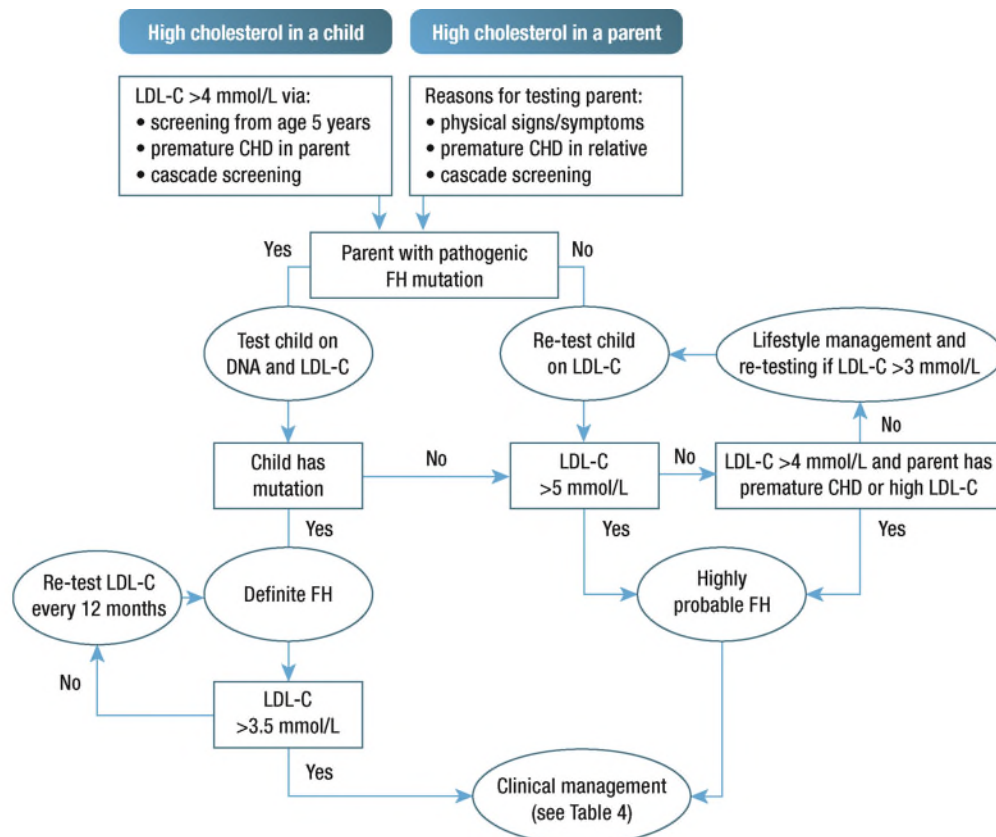 High cholesterol in a child
High cholesterol in a parent
LDL-C >4 mmol/L via:
• screening from age 5 years
• premature CHD in parent
• cascade screening
Reasons for testing parent:
• physical signs/symptoms
• premature CHD in relative
• cascade screening
Yes
Parent with pathogenic
FH mutation
No
Test child on
DNA and LDL-C
Re-test child
on LDL-C
Lifestyle management and
re-testing if LDL-C >3 mmol/L
No
Child has
mutation
No
LDL-C
>5 mmol/L
No
LDL-C >4 mmol/L and parent has
premature CHD or high LDL-C
Yes
Yes
Yes
Re-test LDL-C
every 12 months
Definite FH
Highly
probable FH
No
LDL-C
>3.5 mmol/L
Yes
Clinical management
(see Table 4)